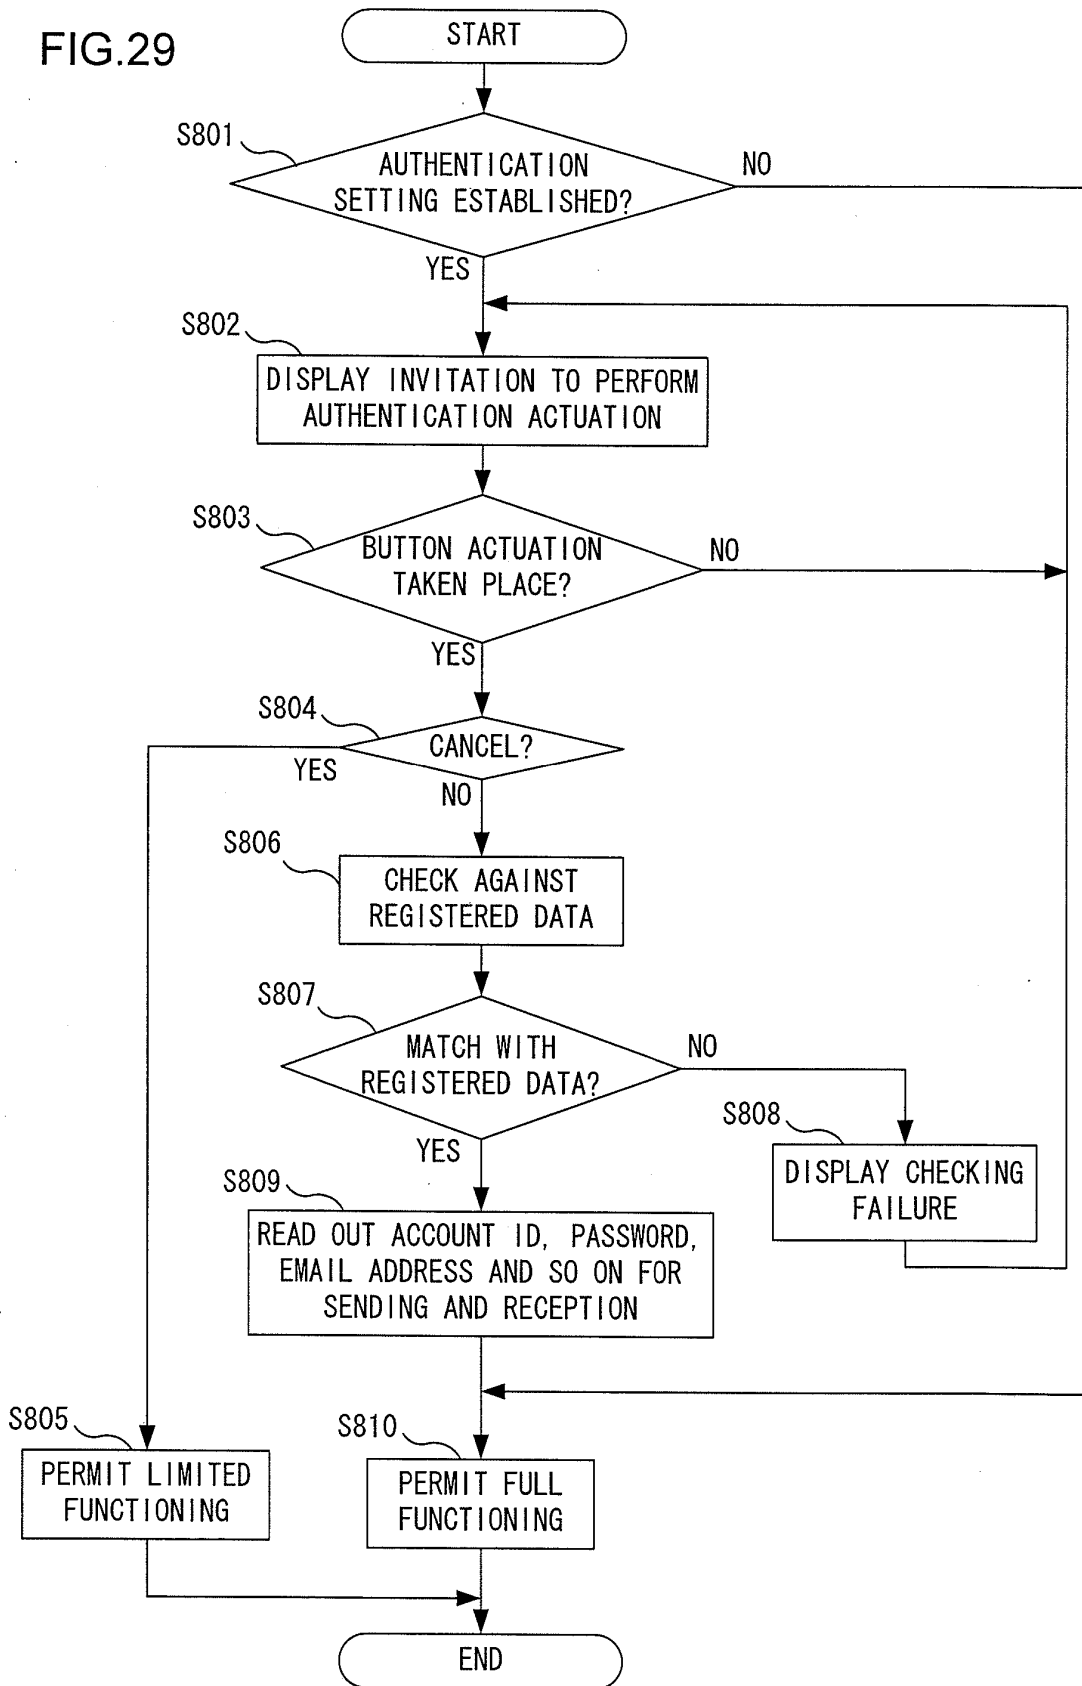 FIG.29
START
S801
AUTHENTICATION
SETTING ESTABLISHED?
NO
YES
S802
DISPLAY INVITATION TO PERFORM
AUTHENTICATION ACTUATION
S803
BUTTON ACTUATION
TAKEN PLACE?
NO
YES
S804
CANCEL?
YES
NO
S806
CHECK AGAINST
REGISTERED DATA
S807
MATCH WITH
REGISTERED DATA?
NO
YES
S808
DISPLAY CHECKING
FAILURE
S809
READ OUT ACCOUNT ID, PASSWORD,
EMAIL ADDRESS AND SO ON FOR
SENDING AND RECEPTION
S805
PERMIT LIMITED
FUNCTIONING
S810
PERMIT FULL
FUNCTIONING
END